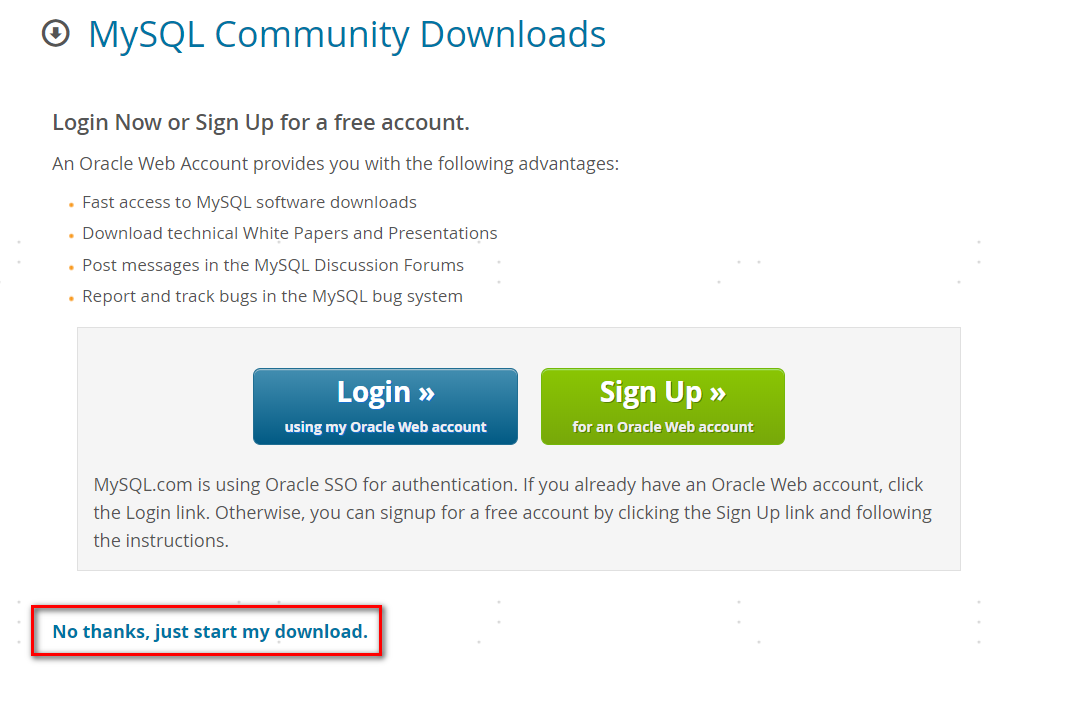 MySQL Community Downloads
Login Now or Sign Up for a free account.
An Oracle Web Account provides you with the following advantages:
Fast access to MySQL software downloads
Download technical White Papers and Presentations
Post messages in the MySQL Discussion Forums
Report and track bugs in the MySQL bug system
Login »
using my Oracle Web account
Sign Up »
for an Oracle Web account
MySQL.com is using Oracle SSO for authentication. If you already have an Oracle Web account, click
the Login link. Otherwise, you can signup for a free account by clicking the Sign Up link and following
the instructions.
No thanks, just start my download.